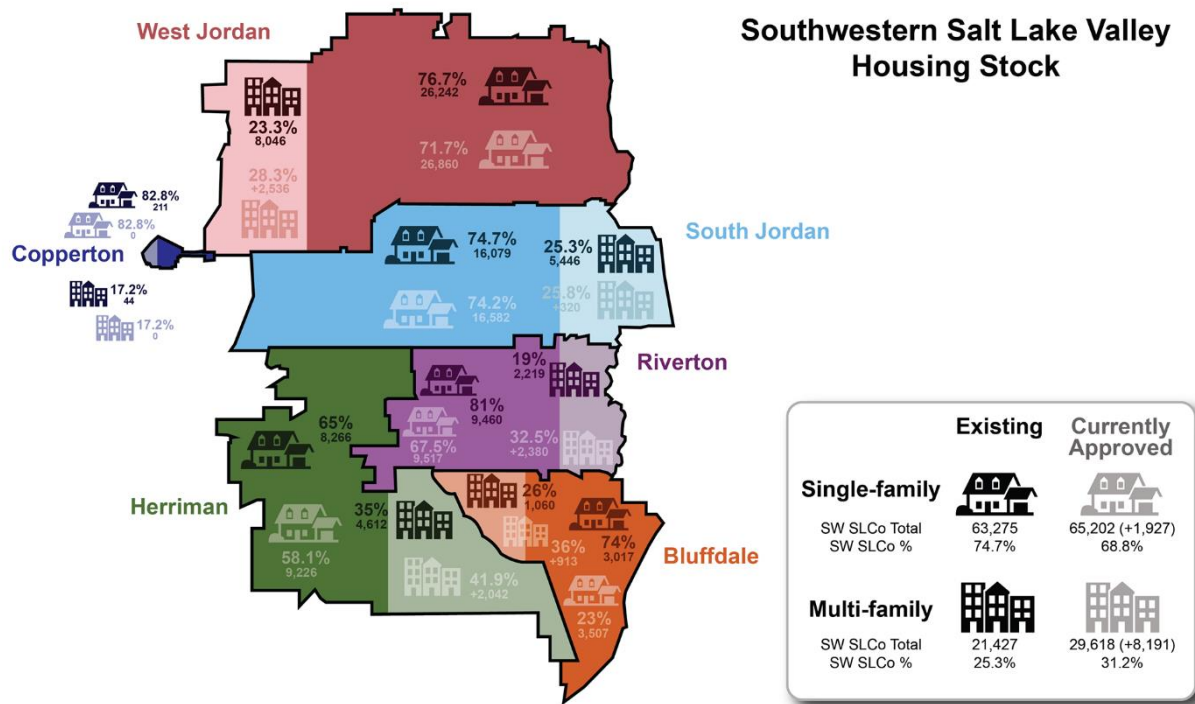 Southwestern Salt Lake Valley
Housing Stock
West Jordan
23.3%
8,046
28.3%
+2,536
76.7%
26,242
71.7%
26,860
82.8%
211
82.8%
0
Copperton
17.2%
44
17.2%
0
74.7%
16,079
74.2%
16,582
25.3%
5,446
25.8%
+320
South Jordan
19%
2,219
81%
9,460
67.5%
9,517
32.5%
+2,380
Riverton
65%
8,266
Herriman
35%
4,612
58.1%
9,226
41.9%
+2,042
26%
1,060
36%
+913
74%
3,017
23%
3,507
Bluffdale
Existing
Currently
Approved
Single-family
SW SLCo Total 63,275 65,202 (+1,927)
SW SLCo % 74.7% 68.8%
Multi-family
SW SLCo Total 21,427 29,618 (+8,191)
SW SLCo % 25.3% 31.2%